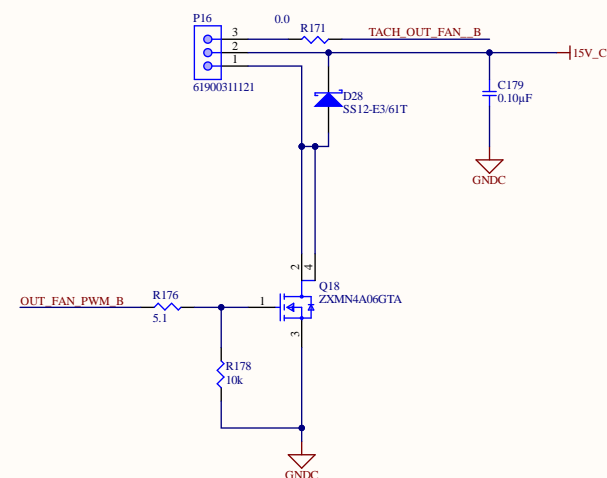 P16
0.0
R171
TACH_OUT_FAN__B
3
2
1
15V_C
61900311121
D28
SS12-E3/61T
C179
0.10µF
GNDC
2
4
Q18
ZXMN4A06GTA
OUT_FAN_PWM_B
R176
5.1
1
3
R178
10k
GNDC